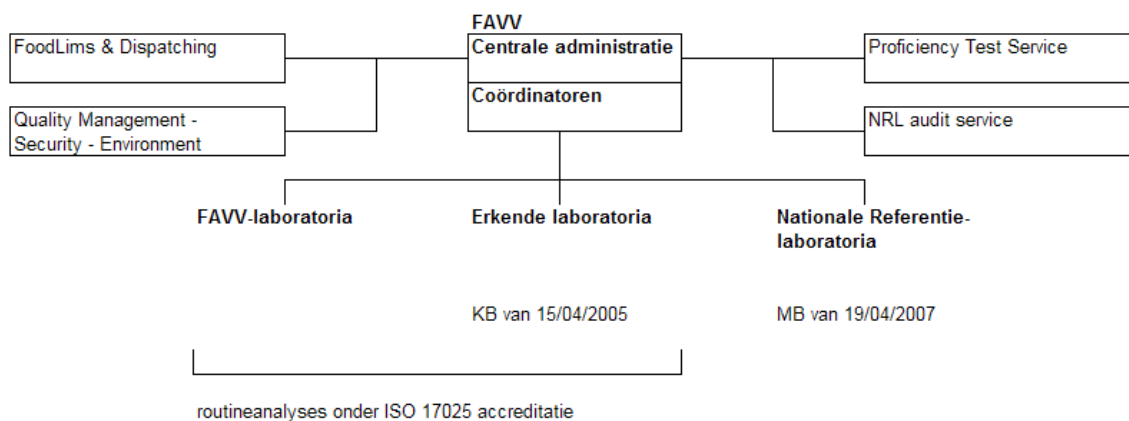 FAVV
FoodLims & Dispatching
Centrale administratie
Proficiency Test Service
Coördinatoren
Quality Management -
Security - Environment
NRL audit service
FAVV-laboratoria
Erkende laboratoria
Nationale Referentie-
laboratoria
KB van 15/04/2005
MB van 19/04/2007
routineanalyses onder ISO 17025 accreditatie